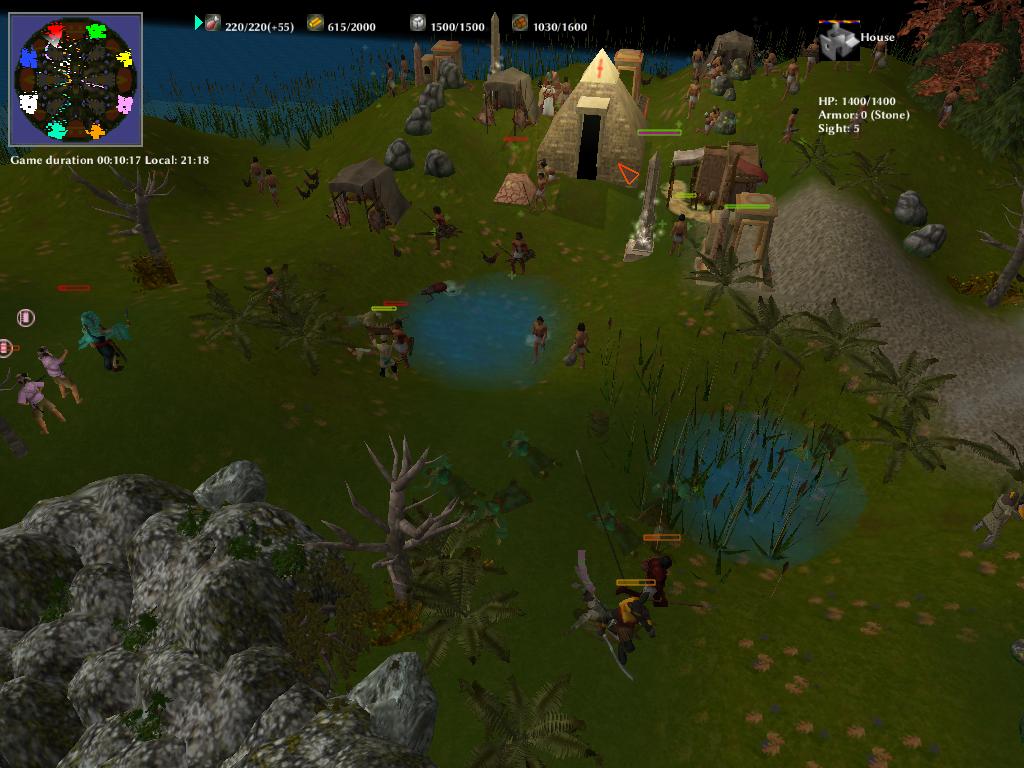 220/220(+55) 615/2000 1500/1500 1030/1600
House
HP: 1400/1400
Armor: 0 (Stone)
Sight: 5
Game duration 00:10:17 Local: 21:18